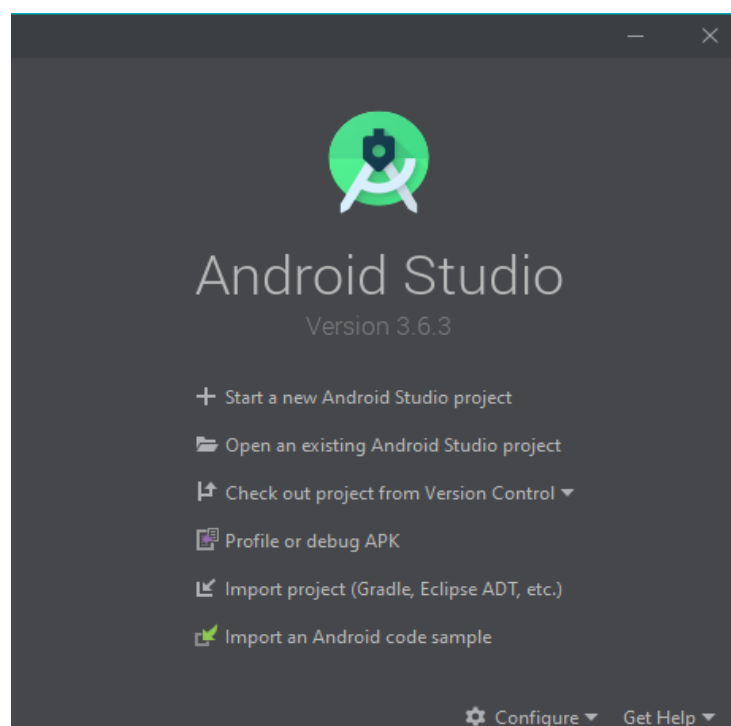 Android Studio
Version 3.6.3
Start a new Android Studio project
Open an existing Android Studio project
Check out project from Version Control
Profile or debug APK
Import project (Gradle, Eclipse ADT, etc.)
Import an Android code sample
Configure Get Help